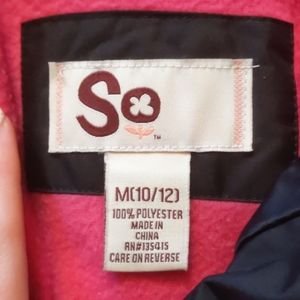 So
TM
M(10/12)
100% POLYESTER
MADE IN
CHINA
RN#135415
CARE ON REVERSE